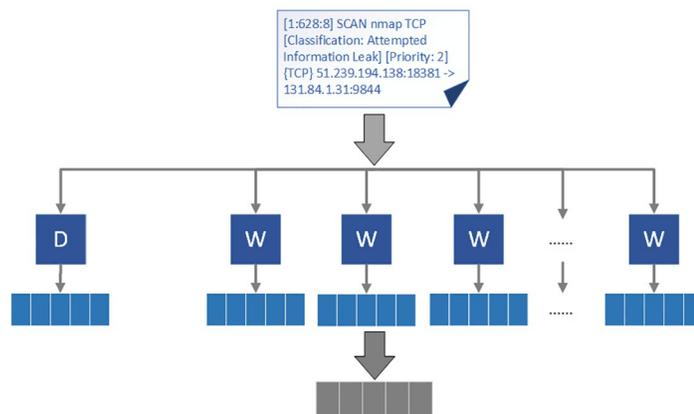 [1:628:8] SCAN nmap TCP
[Classification: Attempted
Information Leak] [Priority: 2]
{TCP} 51.239.194.138:18381 ->
131.84.1.31:9844
D
W
W
W
......
W
......